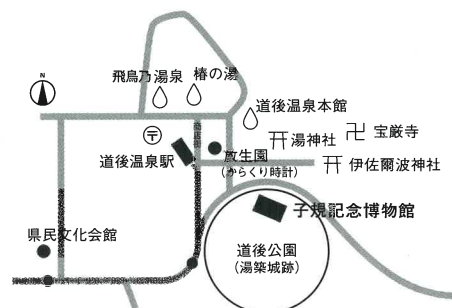 飛鳥乃湯泉
椿の湯
N
道後温泉本館
商店街
湯神社
宝厳寺
道後温泉駅
放生園
(からくり時計)
伊佐爾波神社
子規記念博物館
県民文化会館
道後公園
(湯築城跡)